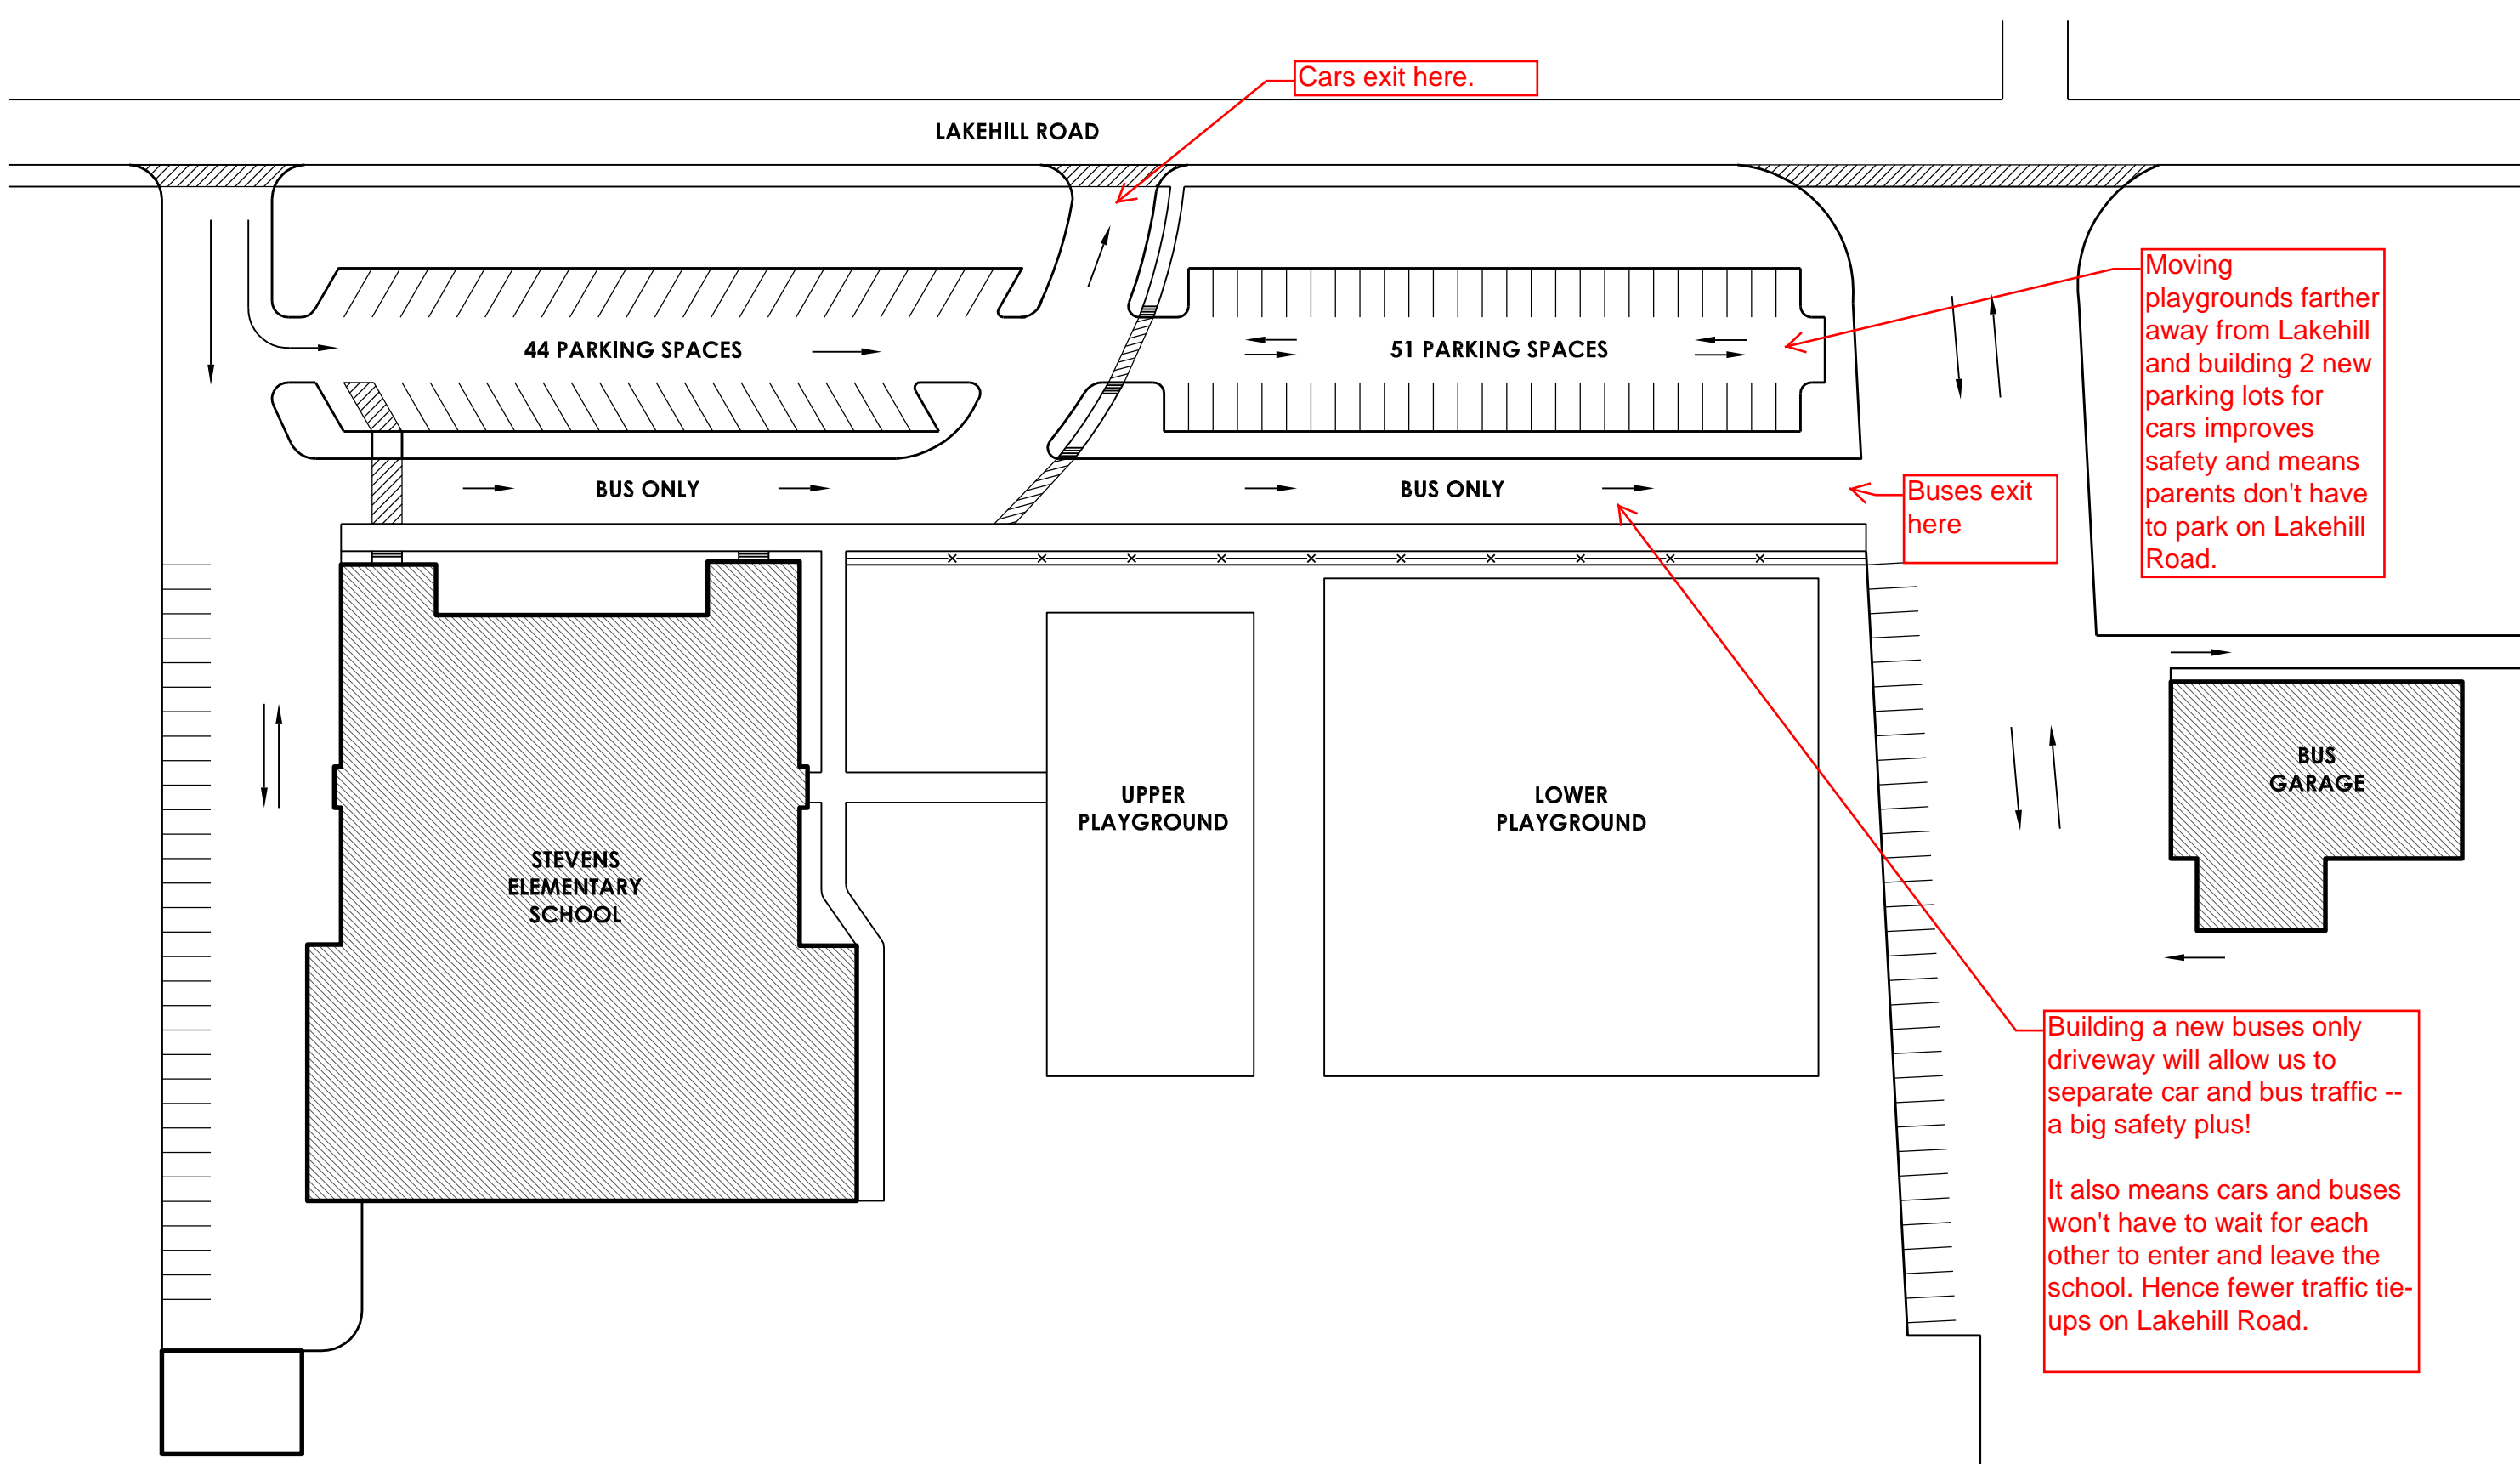 Cars exit here.
LAKEHILL ROAD
Moving
playgrounds farther
away from Lakehill
and building 2 new
parking lots for
cars improves
safety and means
parents don't have
to park on Lakehill
Road.
44 PARKING SPACES
51 PARKING SPACES
BUS ONLY
BUS ONLY
Buses exit
here
UPPER
PLAYGROUND
LOWER
PLAYGROUND
BUS
GARAGE
STEVENS
ELEMENTARY
SCHOOL
Building a new buses only
driveway will allow us to
separate car and bus traffic --
a big safety plus!
It also means cars and buses
won't have to wait for each
other to enter and leave the
school. Hence fewer traffic tie-
ups on Lakehill Road.